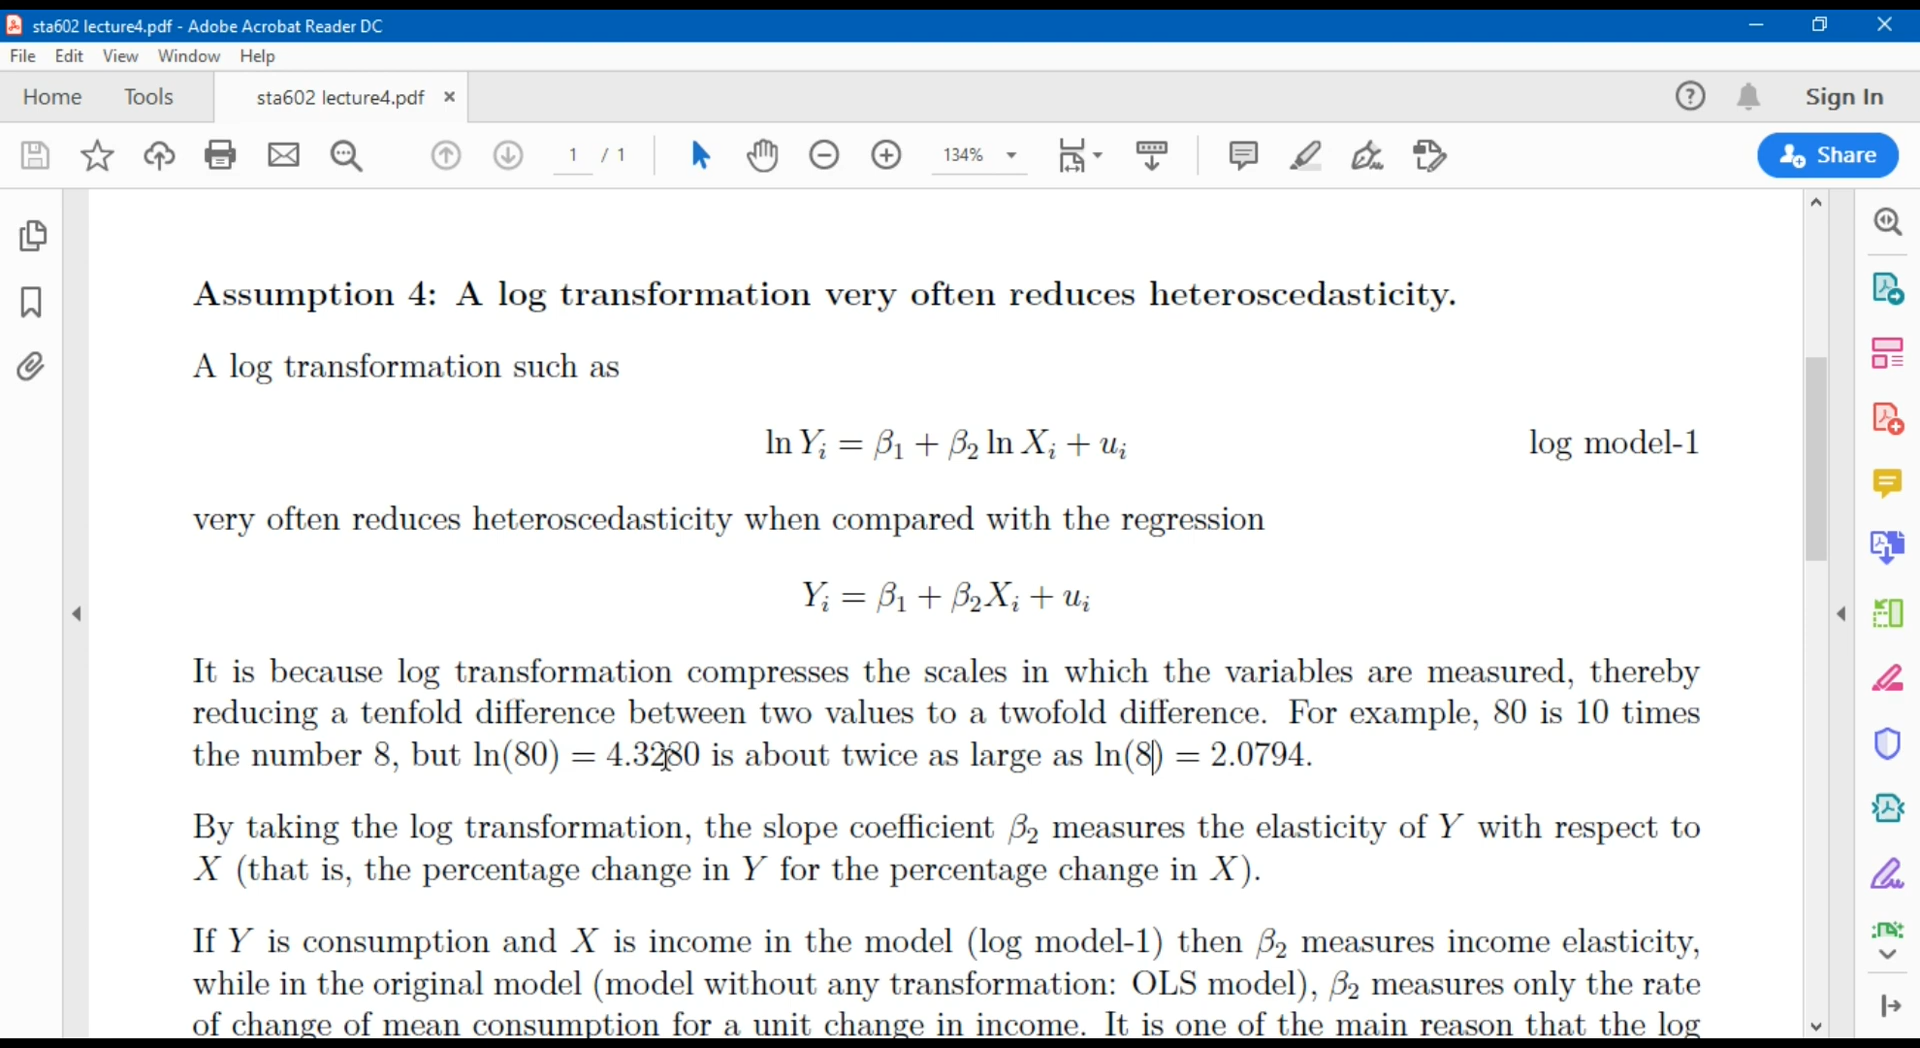 sta602 lecture4.pdf - Adobe Acrobat Reader DC
File Edit View Window Help
Home Tools sta602 lecture4.pdf × Sign In
1 / 1 134% Share
Assumption 4: A log transformation very often reduces heteroscedasticity.
A log transformation such as
ln Yᵢ = β₁ + β₂ ln Xᵢ + uᵢ log model-1
very often reduces heteroscedasticity when compared with the regression
Yᵢ = β₁ + β₂Xᵢ + uᵢ
It is because log transformation compresses the scales in which the variables are measured, thereby
reducing a tenfold difference between two values to a twofold difference. For example, 80 is 10 times
the number 8, but ln(80) = 4.3280 is about twice as large as ln(8) = 2.0794.
By taking the log transformation, the slope coefficient β₂ measures the elasticity of Y with respect to
X (that is, the percentage change in Y for the percentage change in X).
If Y is consumption and X is income in the model (log model-1) then β₂ measures income elasticity,
while in the original model (model without any transformation: OLS model), β₂ measures only the rate
of change of mean consumption for a unit change in income. It is one of the main reason that the log